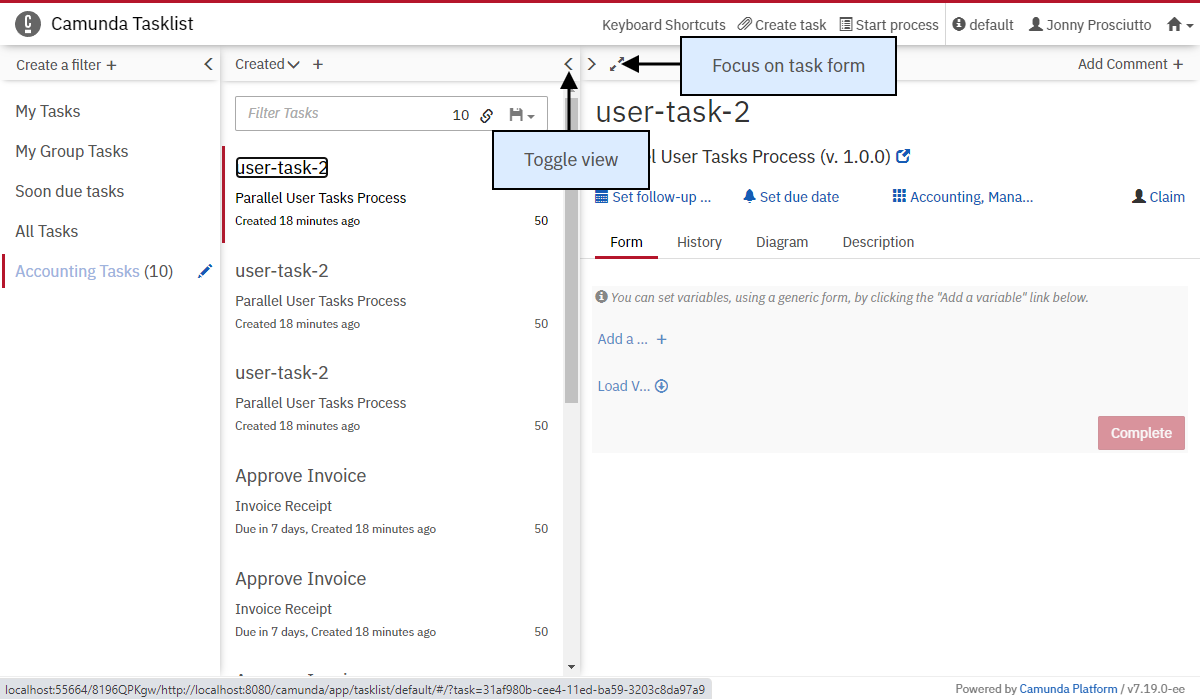 Camunda Tasklist
Keyboard Shortcuts Create task Start process default Jonny Prosciutto
Create a filter +
Created +
Focus on task form
Add Comment +
My Tasks
My Group Tasks
Soon due tasks
All Tasks
Accounting Tasks (10)
Filter Tasks 10
Toggle view
user-task-2
Parallel User Tasks Process
Created 18 minutes ago 50
user-task-2
Parallel User Tasks Process
Created 18 minutes ago 50
user-task-2
Parallel User Tasks Process
Created 18 minutes ago 50
Approve Invoice
Invoice Receipt
Due in 7 days, Created 18 minutes ago 50
Approve Invoice
Invoice Receipt
Due in 7 days, Created 18 minutes ago 50
user-task-2
l User Tasks Process (v. 1.0.0)
Set follow-up ... Set due date Accounting, Mana... Claim
Form History Diagram Description
You can set variables, using a generic form, by clicking the "Add a variable" link below.
Add a ... +
Load V...
Complete
localhost:55664/8196QPKgw/http://localhost:8080/camunda/app/tasklist/default/#/?task=31af980b-cee4-11ed-ba59-3203c8da97a9
Powered by Camunda Platform / v7.19.0-ee